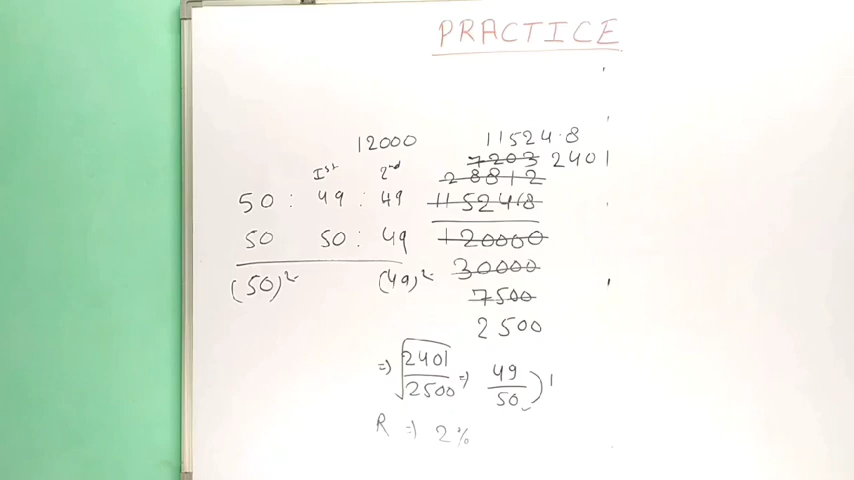 PRACTICE
12000 11524.8
7203 2401
Ist 2nd 28812
50 : 49 : 49 115248
50 50 : 49 120000
(50)² (49)² 30000
7500
2500
=> √2401/2500 => 49/50 ) 1
R => 2%